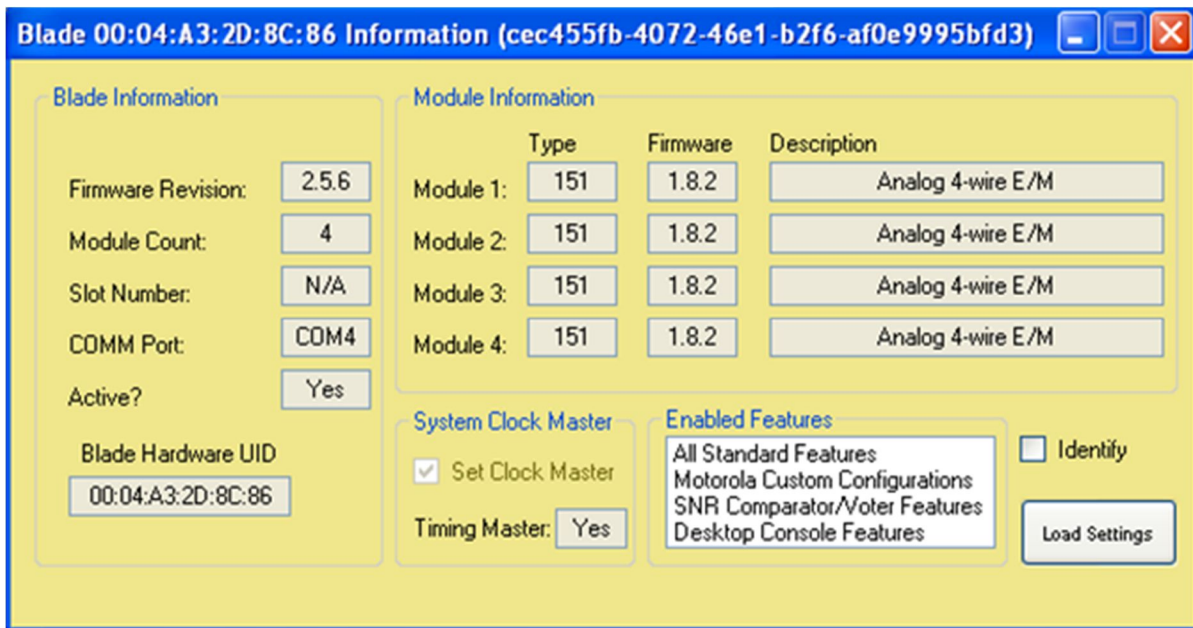 Blade 00:04:A3:2D:8C:86 Information (cec455fb-4072-46e1-b2f6-af0e9995bfd3)
Blade Information
Firmware Revision: 2.5.6
Module Count: 4
Slot Number: N/A
COMM Port: COM4
Active? Yes
Blade Hardware UID
00:04:A3:2D:8C:86
Module Information
Type Firmware Description
Module 1: 151 1.8.2 Analog 4-wire E/M
Module 2: 151 1.8.2 Analog 4-wire E/M
Module 3: 151 1.8.2 Analog 4-wire E/M
Module 4: 151 1.8.2 Analog 4-wire E/M
System Clock Master
Set Clock Master
Timing Master: Yes
Enabled Features
All Standard Features
Motorola Custom Configurations
SNR Comparator/Voter Features
Desktop Console Features
Identify
Load Settings